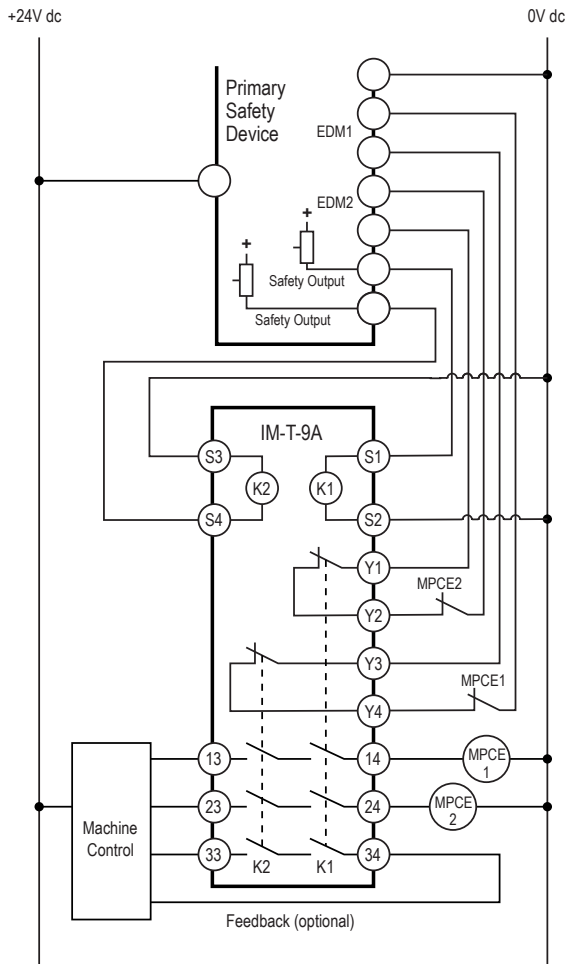 +24V dc
0V dc
Primary
Safety
Device
EDM1
EDM2
+
+
Safety Output
Safety Output
IM-T-9A
S3
S1
K2
K1
S4
S2
Y1
MPCE2
Y2
Y3
MPCE1
Y4
13
14
MPCE
1
23
24
MPCE
2
Machine
Control
33
K2
K1
34
Feedback (optional)